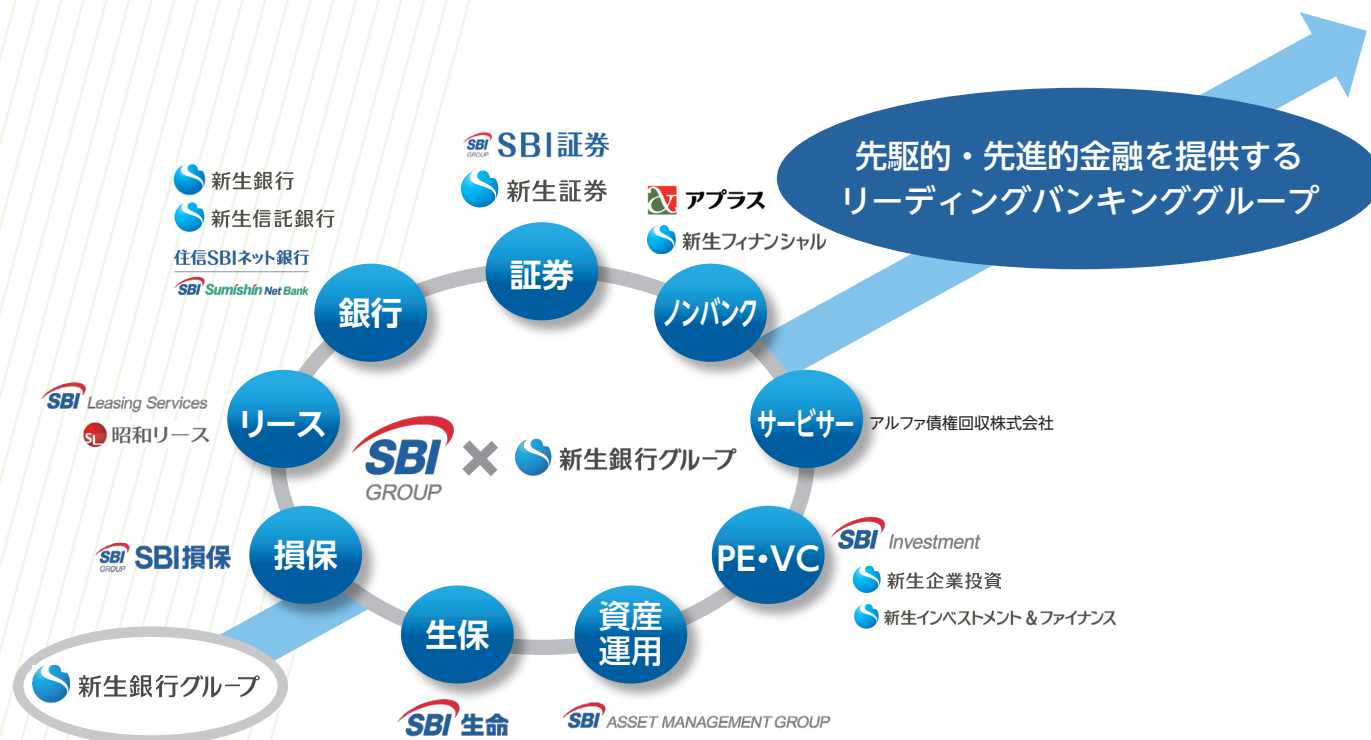 先駆的・先進的金融を提供する
リーディングバンキンググループ
SBI GROUP SBI証券
新生証券
新生銀行
新生信託銀行
住信SBIネット銀行
SBI Sumishin Net Bank
アプラス
新生フィナンシャル
証券
銀行
ノンバンク
SBI Leasing Services
昭和リース
リース
サービサー
アルファ債権回収株式会社
SBI
GROUP
×
新生銀行グループ
SBI GROUP SBI損保
損保
PE・VC
SBI Investment
新生企業投資
新生インベストメント&ファイナンス
生保
資産
運用
新生銀行グループ
SBI生命
SBI ASSET MANAGEMENT GROUP